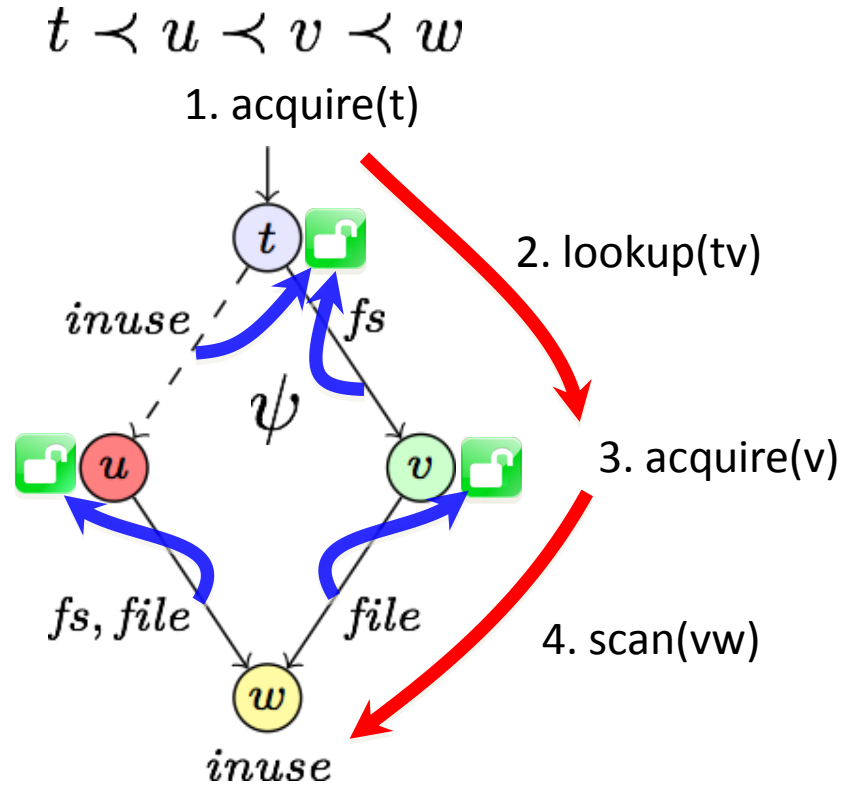 t ≺ u ≺ v ≺ w
1. acquire(t)
t
2. lookup(tv)
inuse
fs
ψ
u
v
3. acquire(v)
fs, file
file
4. scan(vw)
w
inuse